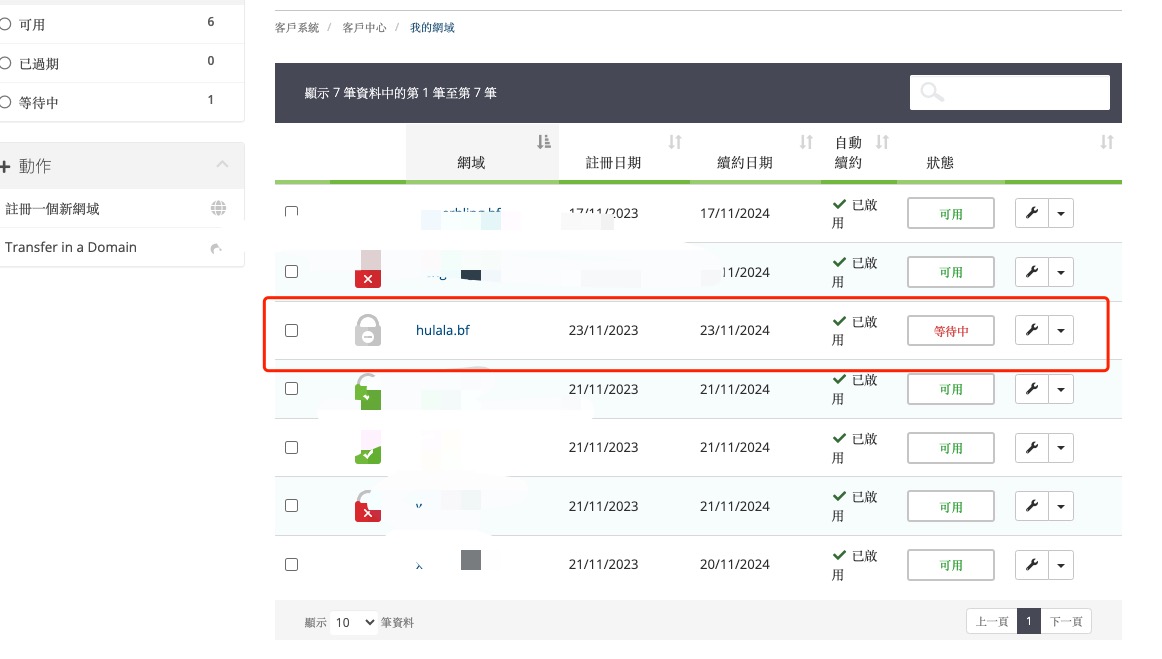 可用 6
已過期 0
等待中 1
動作
註冊一個新網域
Transfer in a Domain
客戶系統 / 客戶中心 / 我的網域
顯示 7 筆資料中的第 1 筆至第 7 筆
網域 註冊日期 續約日期 自動 狀態
續約
17/11/2023 17/11/2024 已啟 可用
用
11/2024 已啟 可用
用
hulala.bf 23/11/2023 23/11/2024 已啟 等待中
用
21/11/2023 21/11/2024 已啟 可用
用
21/11/2023 21/11/2024 已啟 可用
用
21/11/2023 21/11/2024 已啟 可用
用
21/11/2023 20/11/2024 已啟 可用
用
顯示 10 筆資料 上一頁 1 下一頁